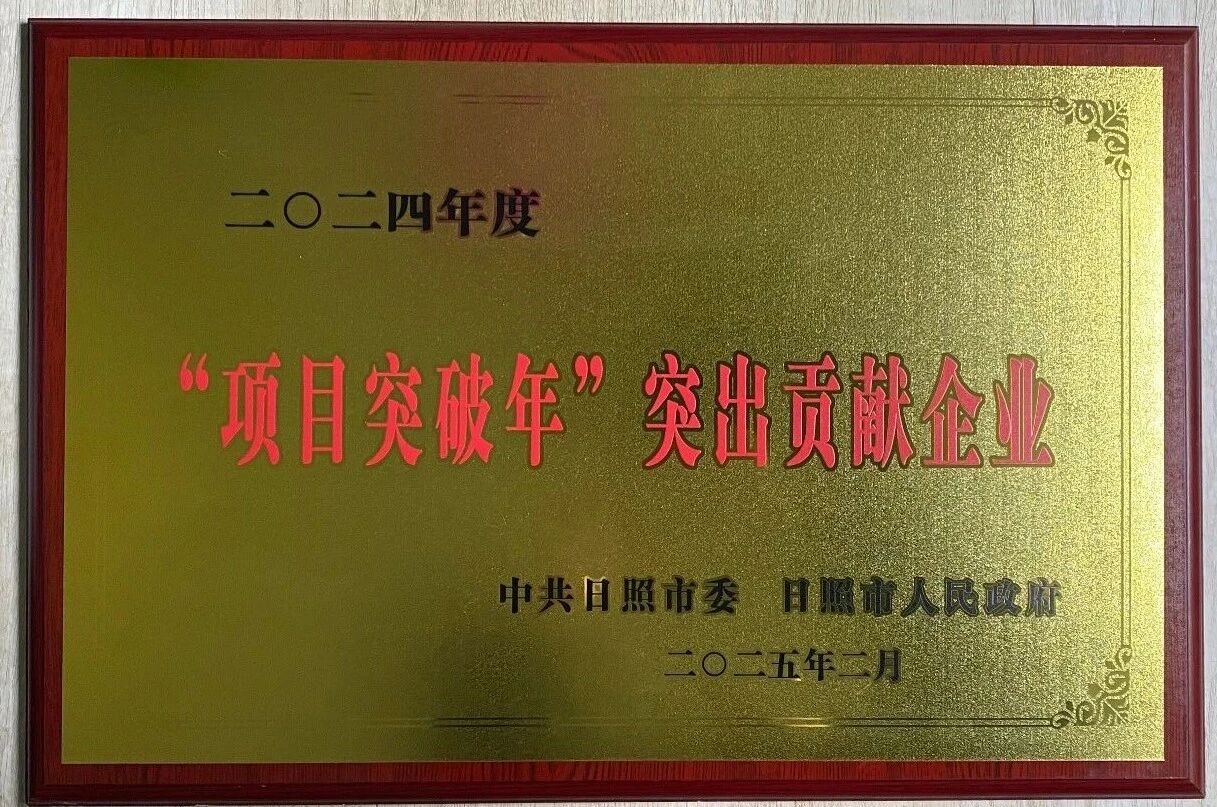 二〇二四年度
“项目突破年”突出贡献企业
中共日照市委 日照市人民政府
二〇二五年二月